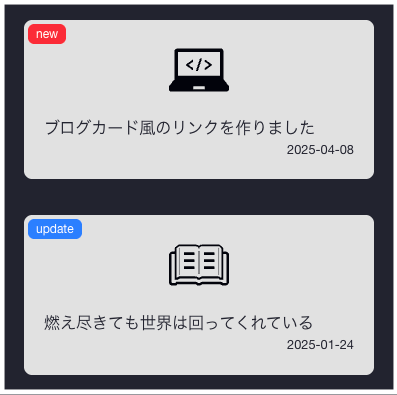 new
</>
ブログカード風のリンクを作りました
2025-04-08
update
燃え尽きても世界は回ってくれている
2025-01-24